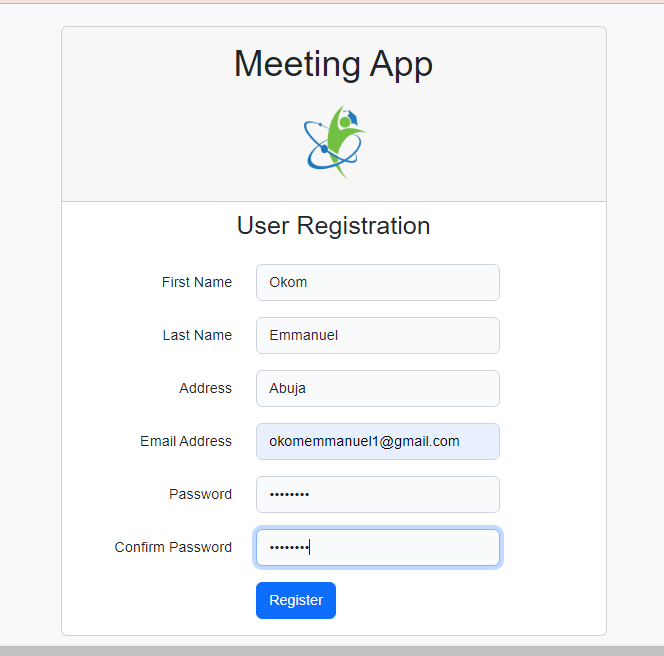 Meeting App
User Registration
First Name Okom
Last Name Emmanuel
Address Abuja
Email Address okomemmanuel1@gmail.com
Password ••••••••
Confirm Password ••••••••
Register